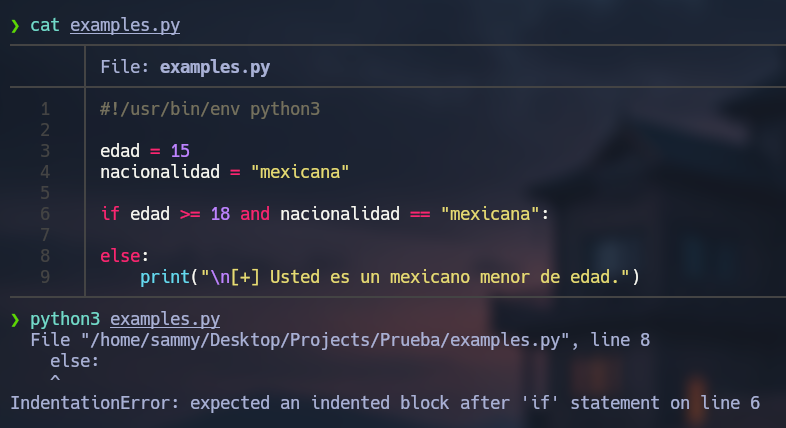 ❯ cat examples.py
File: examples.py
1 #!/usr/bin/env python3
2
3 edad = 15
4 nacionalidad = "mexicana"
5
6 if edad >= 18 and nacionalidad == "mexicana":
7
8 else:
9     print("\n[+] Usted es un mexicano menor de edad.")
❯ python3 examples.py
  File "/home/sammy/Desktop/Projects/Prueba/examples.py", line 8
    else:
    ^
IndentationError: expected an indented block after 'if' statement on line 6